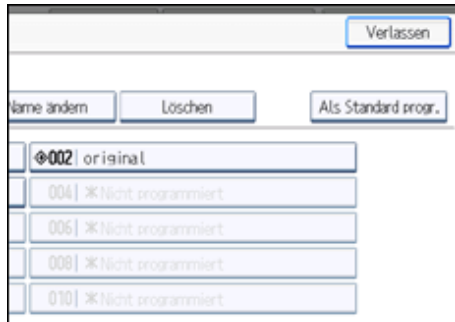 Verlassen
Name ändern Löschen Als Standard progr.
002 original
004 Nicht programmiert
006 Nicht programmiert
008 Nicht programmiert
010 Nicht programmiert